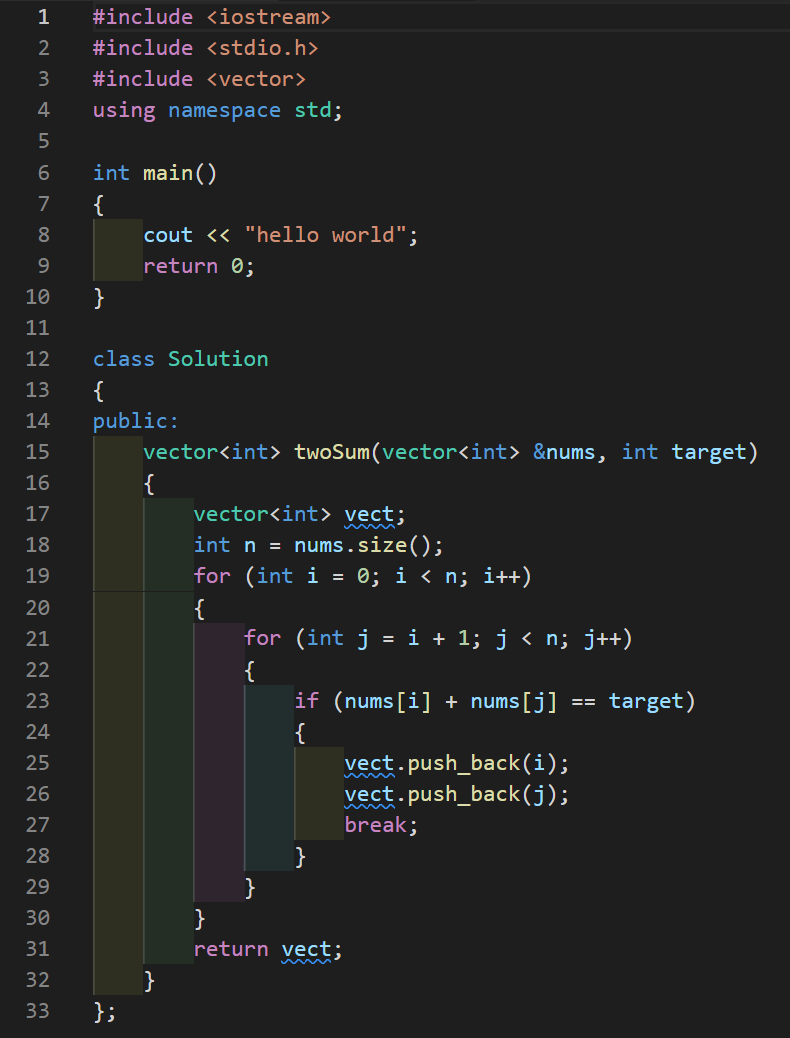 1 #include <iostream>
2 #include <stdio.h>
3 #include <vector>
4 using namespace std;
5
6 int main()
7 {
8     cout << "hello world";
9     return 0;
10 }
11
12 class Solution
13 {
14 public:
15     vector<int> twoSum(vector<int> &nums, int target)
16     {
17         vector<int> vect;
18         int n = nums.size();
19         for (int i = 0; i < n; i++)
20         {
21             for (int j = i + 1; j < n; j++)
22             {
23                 if (nums[i] + nums[j] == target)
24                 {
25                     vect.push_back(i);
26                     vect.push_back(j);
27                     break;
28                 }
29             }
30         }
31         return vect;
32     }
33 };